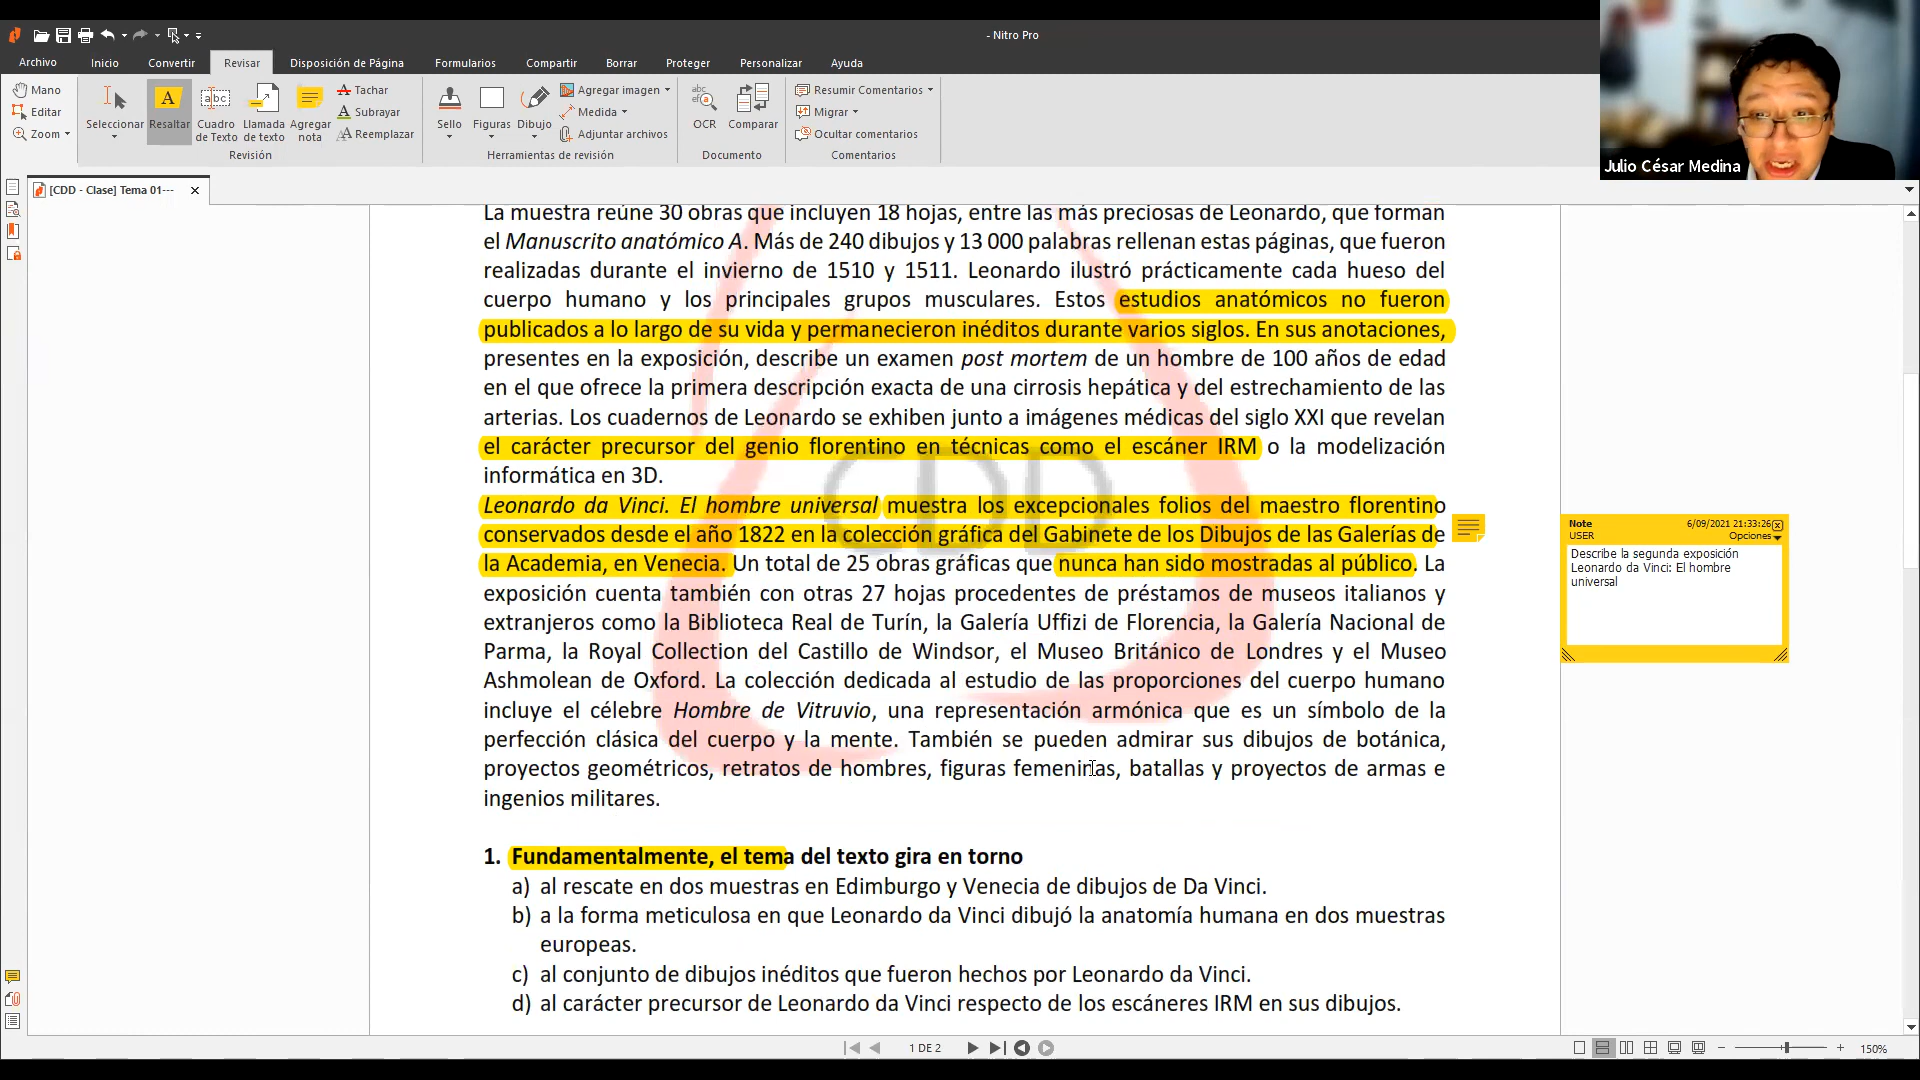 - Nitro Pro
Archivo Inicio Convertir Revisar Disposición de Página Formularios Compartir Borrar Proteger Personalizar Ayuda
Mano
Editar
Zoom
Seleccionar
Resaltar
Cuadro de Texto
Llamada de texto
Agregar nota
Tachar
Subrayar
Reemplazar
Revisión
Sello
Figuras
Dibujo
Agregar imagen
Medida
Adjuntar archivos
Herramientas de revisión
OCR
Comparar
Documento
Resumir Comentarios
Migrar
Ocultar comentarios
Comentarios
Julio César Medina
[CDD - Clase] Tema 01---
La muestra reúne 30 obras que incluyen 18 hojas, entre las más preciosas de Leonardo, que forman
el Manuscrito anatómico A. Más de 240 dibujos y 13 000 palabras rellenan estas páginas, que fueron
realizadas durante el invierno de 1510 y 1511. Leonardo ilustró prácticamente cada hueso del
cuerpo humano y los principales grupos musculares. Estos estudios anatómicos no fueron
publicados a lo largo de su vida y permanecieron inéditos durante varios siglos. En sus anotaciones,
presentes en la exposición, describe un examen post mortem de un hombre de 100 años de edad
en el que ofrece la primera descripción exacta de una cirrosis hepática y del estrechamiento de las
arterias. Los cuadernos de Leonardo se exhiben junto a imágenes médicas del siglo XXI que revelan
el carácter precursor del genio florentino en técnicas como el escáner IRM o la modelización
informática en 3D.
Leonardo da Vinci. El hombre universal muestra los excepcionales folios del maestro florentino
conservados desde el año 1822 en la colección gráfica del Gabinete de los Dibujos de las Galerías de
la Academia, en Venecia. Un total de 25 obras gráficas que nunca han sido mostradas al público. La
exposición cuenta también con otras 27 hojas procedentes de préstamos de museos italianos y
extranjeros como la Biblioteca Real de Turín, la Galería Uffizi de Florencia, la Galería Nacional de
Parma, la Royal Collection del Castillo de Windsor, el Museo Británico de Londres y el Museo
Ashmolean de Oxford. La colección dedicada al estudio de las proporciones del cuerpo humano
incluye el célebre Hombre de Vitruvio, una representación armónica que es un símbolo de la
perfección clásica del cuerpo y la mente. También se pueden admirar sus dibujos de botánica,
proyectos geométricos, retratos de hombres, figuras femeninas, batallas y proyectos de armas e
ingenios militares.
CDD
1. Fundamentalmente, el tema del texto gira en torno
a) al rescate en dos muestras en Edimburgo y Venecia de dibujos de Da Vinci.
b) a la forma meticulosa en que Leonardo da Vinci dibujó la anatomía humana en dos muestras
europeas.
c) al conjunto de dibujos inéditos que fueron hechos por Leonardo da Vinci.
d) al carácter precursor de Leonardo da Vinci respecto de los escáneres IRM en sus dibujos.
Note 6/09/2021 21:33:26
USER Opciones
Describe la segunda exposición
Leonardo da Vinci: El hombre
universal
1 DE 2
150%